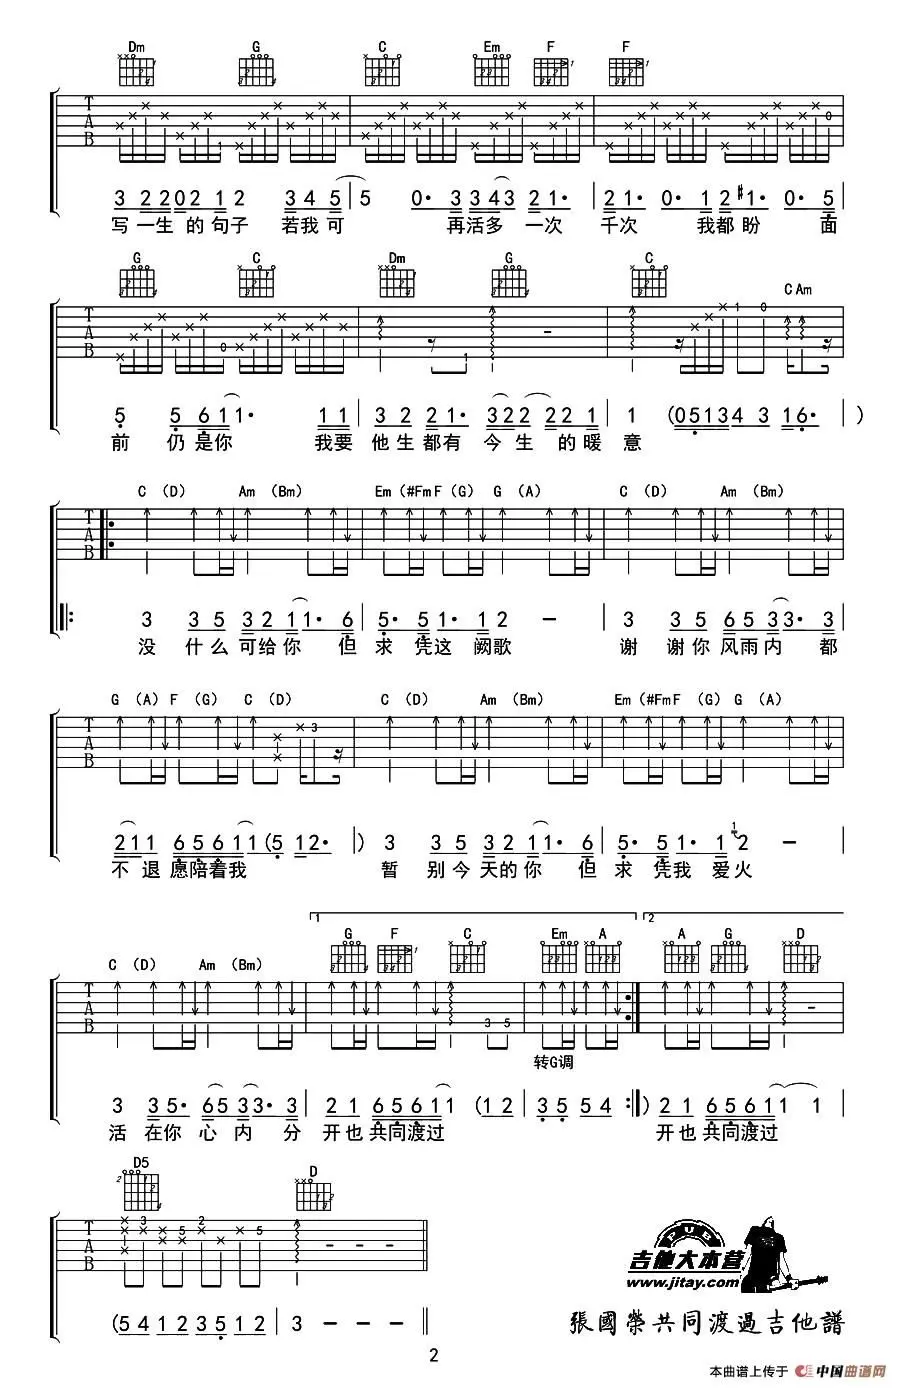 Dm G C Em F F
T A B
3 2 2 0 2 1 2 3 4 5 5 0· 3 3 4 3 2 1· 2 1· 0· 1 2 #1· 0· 5
写 一生 的 句子 若我 可 再活多 一次 千次 我都 盼 面
G C Dm G C C Am
T A B
5 5 6 1 1· 1 1 3 2 2 1· 3 2 2 2 2 1 1 (0 5 1 3 4 3 1 6· )
前 仍 是你 我要 他生都有 今生 的暖 意
C (D) Am (Bm) Em (#Fm F (G) G (A) C (D) Am (Bm)
T A B
3 3 5 3 2 1 1· 6 5· 5 1· 1 2 – 3 3 5 6 5 3 3· 3
没 什么 可给 你 但 求 凭这 阙歌 谢 谢你 风雨内 都
G (A) F (G) C (D) C (D) Am (Bm) Em (#Fm F (G) G (A)
T A B 3
2 1 1 6 5 6 1 1 (5 1 2· ) 3 3 5 3 2 1 1· 6 5· 5 1· 1 1 2 –
不 退 愿陪着我 暂 别今 天的你 但 求 凭我 爱火
1 2
G F C Em A A G D
C (D) Am (Bm)
T A B 3 5
转G调
3 3 5· 6 5 3 3· 3 2 1 6 5 6 1 1 (1 2 3 5 5 4 :‖) 2 1 6 5 6 1 1 1
活 在你 心内 分 开也 共同渡过 开也 共同渡过
D5 D
T A B 3 5 2 5
(5 4 1 2 3 5 1 2 3 – –
吉他大本营
www.jitay.com
張國榮共同渡過吉他譜
2
本曲谱上传于 中国曲谱网